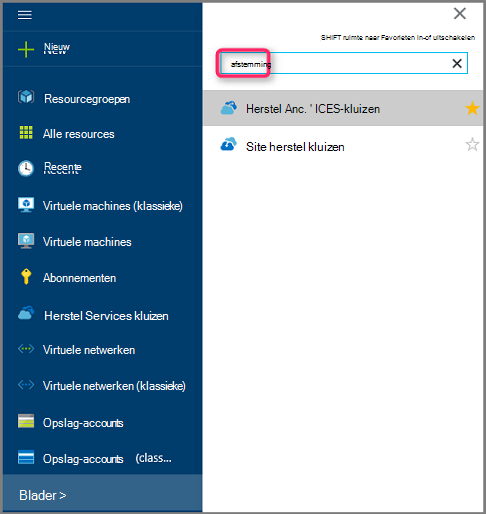 Nieuw
Resourcegroepen
Alle resources
Recente
Virtuele machines (klassieke)
Virtuele machines
Abonnementen
Herstel Services kluizen
Virtuele netwerken
Virtuele netwerken (klassieke)
Opslag-accounts
Opslag-accounts (class...
Blader >
SHIFT ruimte naar Favorieten in-of uitschakelen
afstemming
Herstel Anc. ' ICES-kluizen
Site herstel kluizen